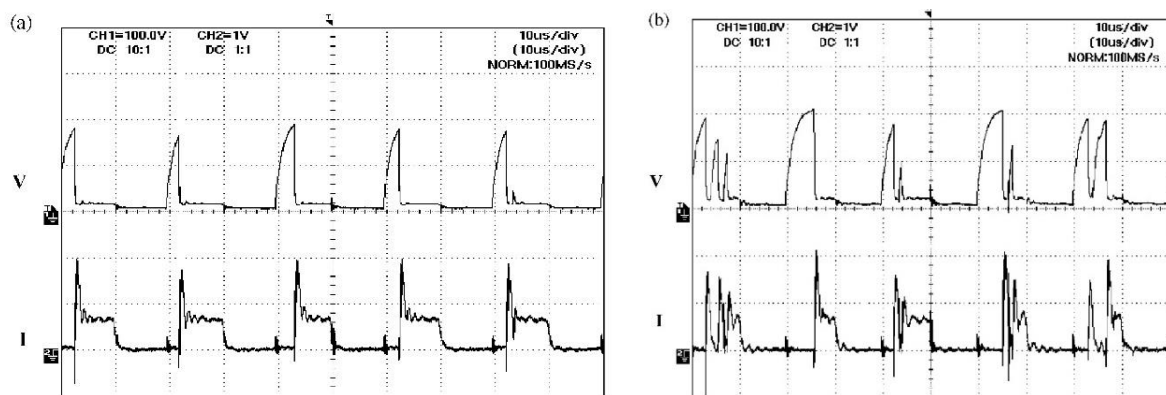 (a)
T
CH1=100.0V CH2=1V 10us/div
DC 10:1 DC 1:1 (10us/div)
NORM:100MS/s
V
I
(b)
CH1=100.0V CH2=1V 10us/div
DC 10:1 DC 1:1 (10us/div)
NORM:100MS/s
V
I